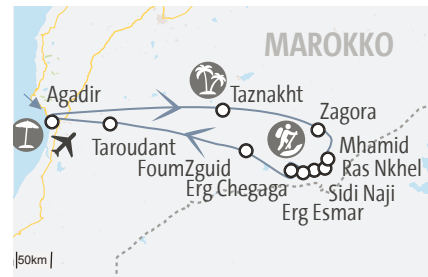 MAROKKO
Agadir
Taznakht
Zagora
Taroudant
Mhamid
FoumZguid
Ras Nkhel
Erg Chegaga
Sidi Naji
Erg Esmar
50km